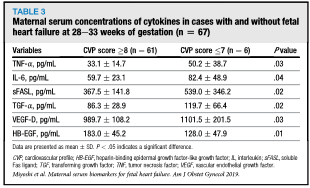 TABLE 3
Maternal serum concentrations of cytokines in cases with and without fetal
heart failure at 28–33 weeks of gestation (n = 67)
Variables CVP score ≥8 (n − 61) CVP score ≤7 (n − 6) P value
TNF-α, pg/mL 33.1 ± 14.7 50.2 ± 38.7 .03
IL-6, pg/mL 59.7 ± 23.1 82.4 ± 48.9 .04
sFASL, pg/mL 367.5 ± 141.8 539.0 ± 346.2 .02
TGF-α, pg/mL 86.3 ± 28.9 119.7 ± 66.4 .02
VEGF-D, pg/mL 989.7 ± 108.2 1101.5 ± 201.5 .03
HB-EGF, pg/mL 183.0 ± 45.2 128.0 ± 47.9 .01
Data are presented as mean ± SD. P < .05 indicates a significant difference.
CVP, cardiovascular profile; HB-EGF, heparin-binding epidermal growth factor-like growth factor; IL, interleukin; sFASL, soluble
Fas ligand; TGF, transforming growth factor; TNF, tumor necrosis factor; VEGF, vascular endothelial growth factor.
Miyoshi et al. Maternal serum biomarkers for fetal heart failure. Am J Obstet Gynecol 2019.